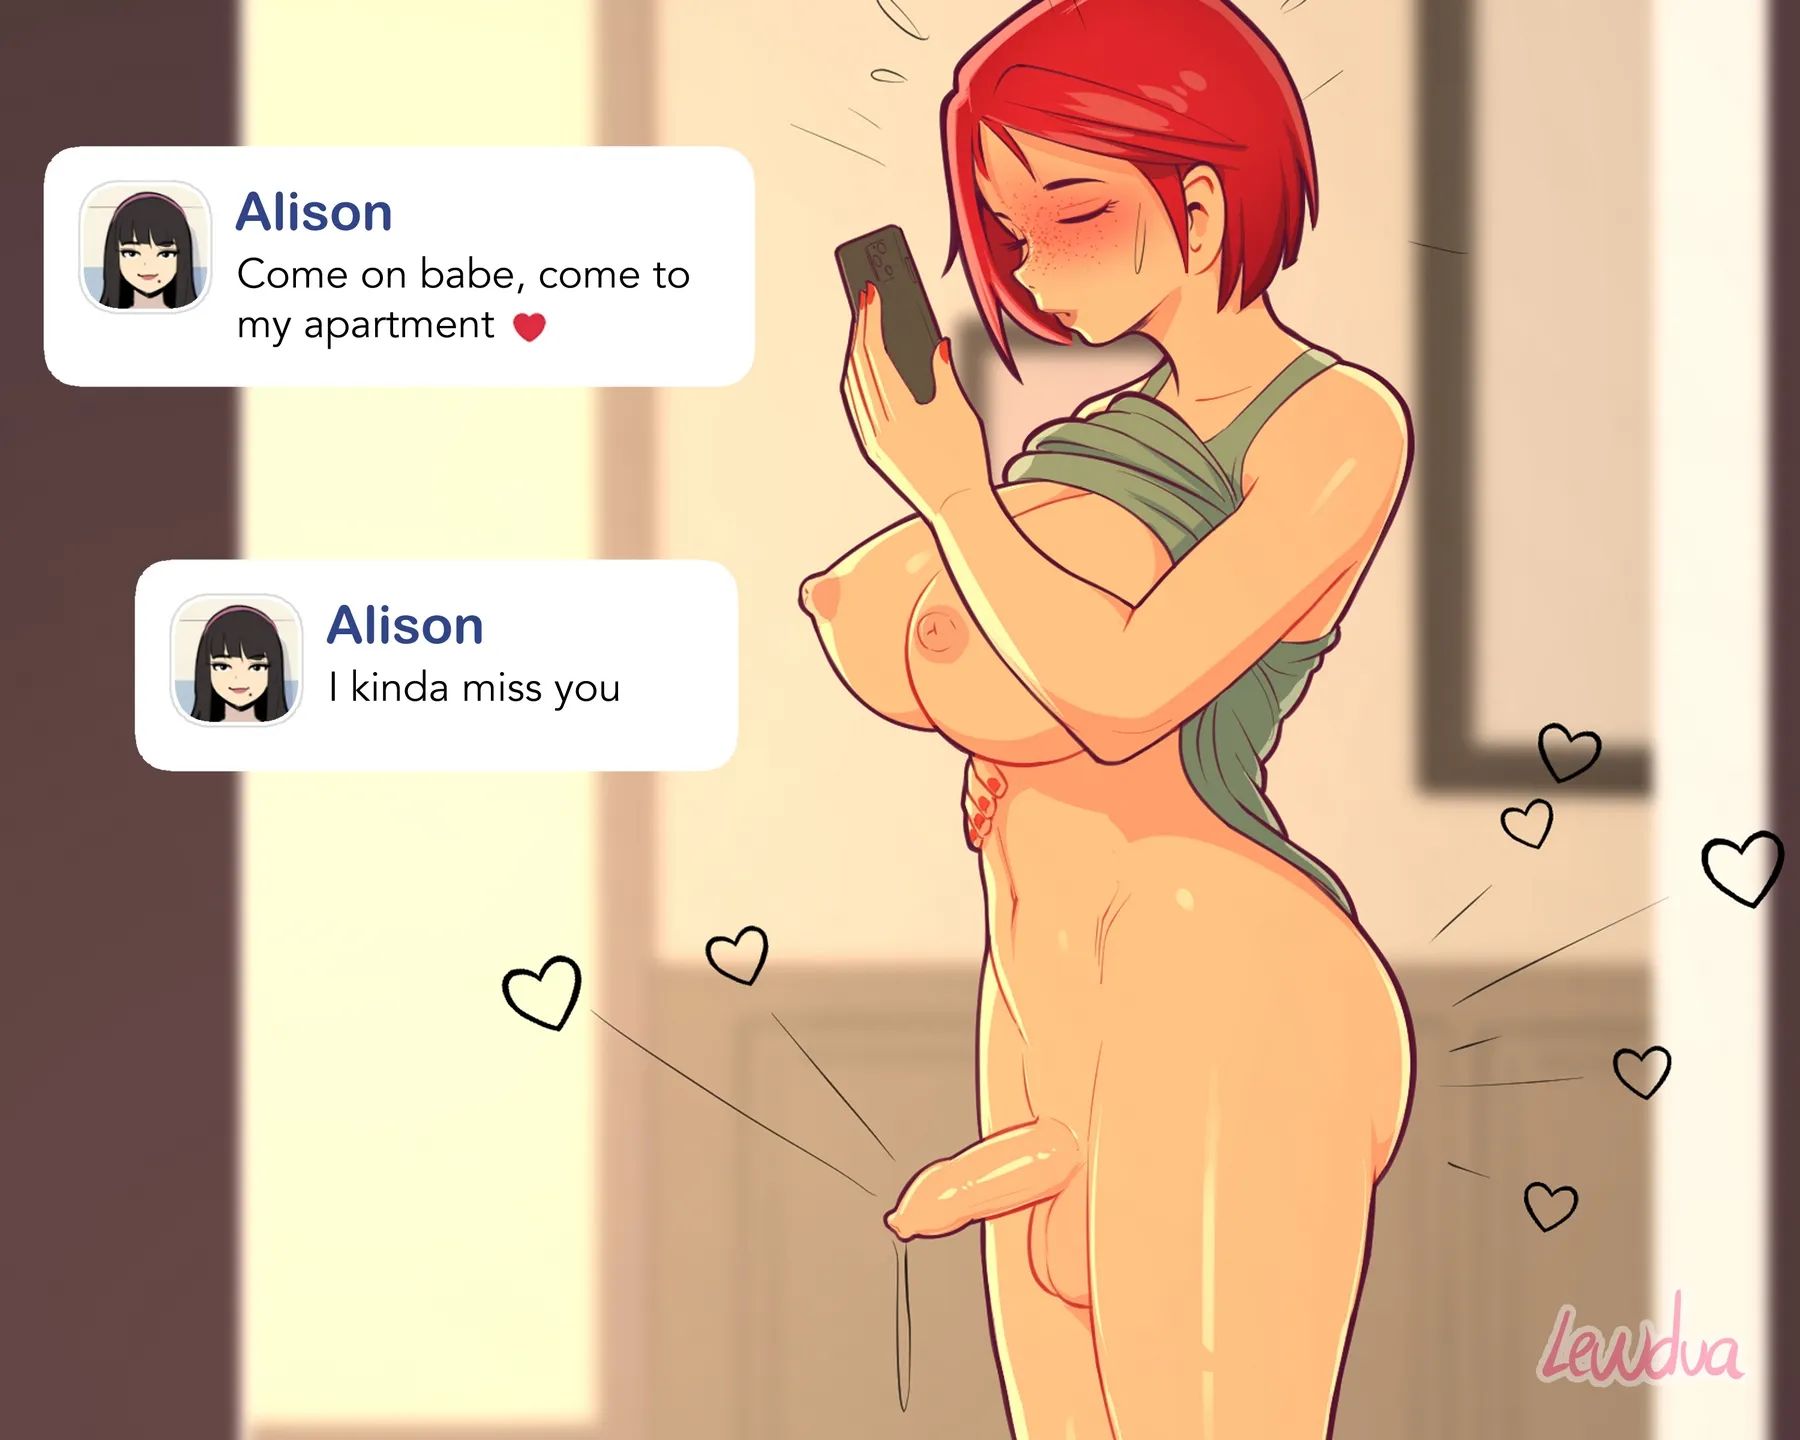 Alison
Come on babe, come to
my apartment ❤
Alison
I kinda miss you
Lewdua